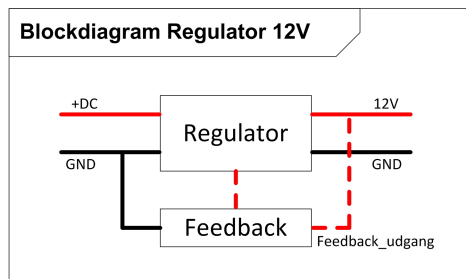 Blockdiagram Regulator 12V
+DC
12V
Regulator
GND
GND
Feedback
Feedback_udgang